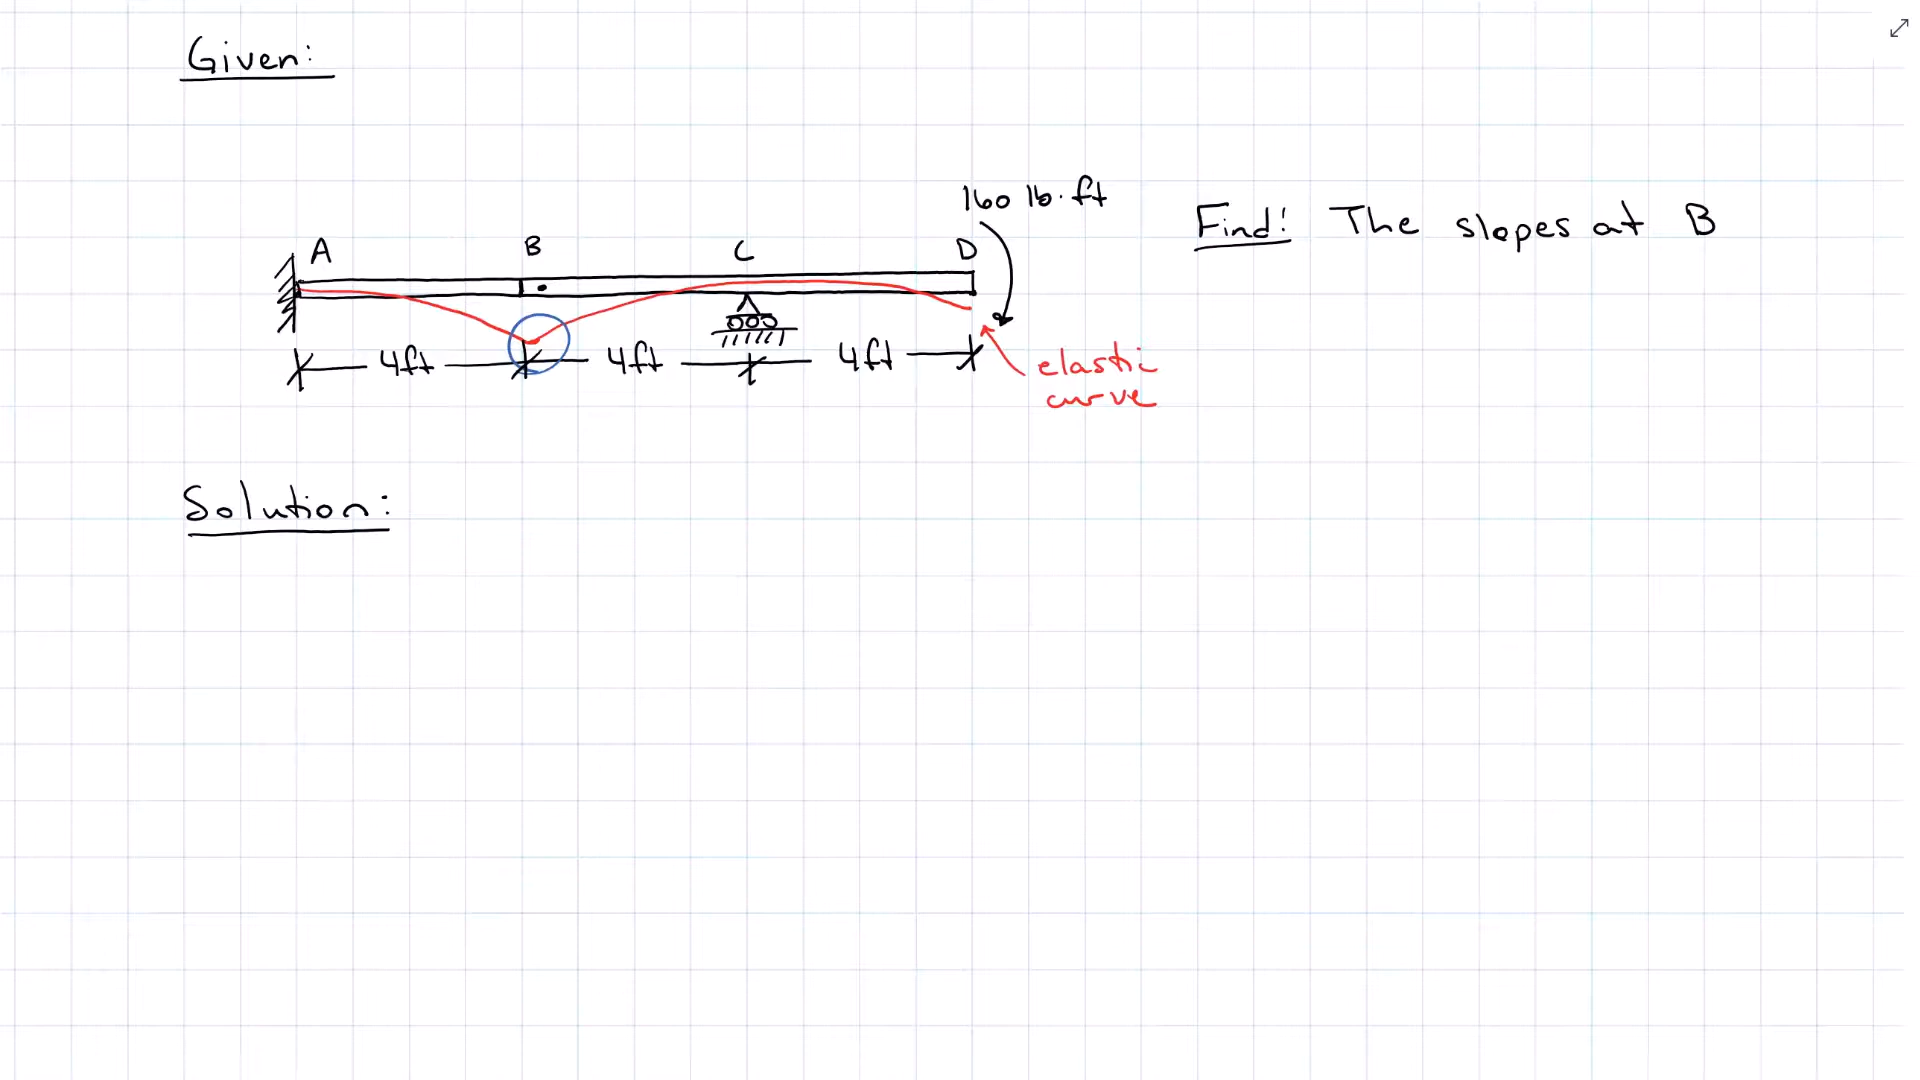 Given:
160 lb·ft
Find! The slopes at B
A B C D
4ft 4ft 4ft
elastic
curve
Solution: